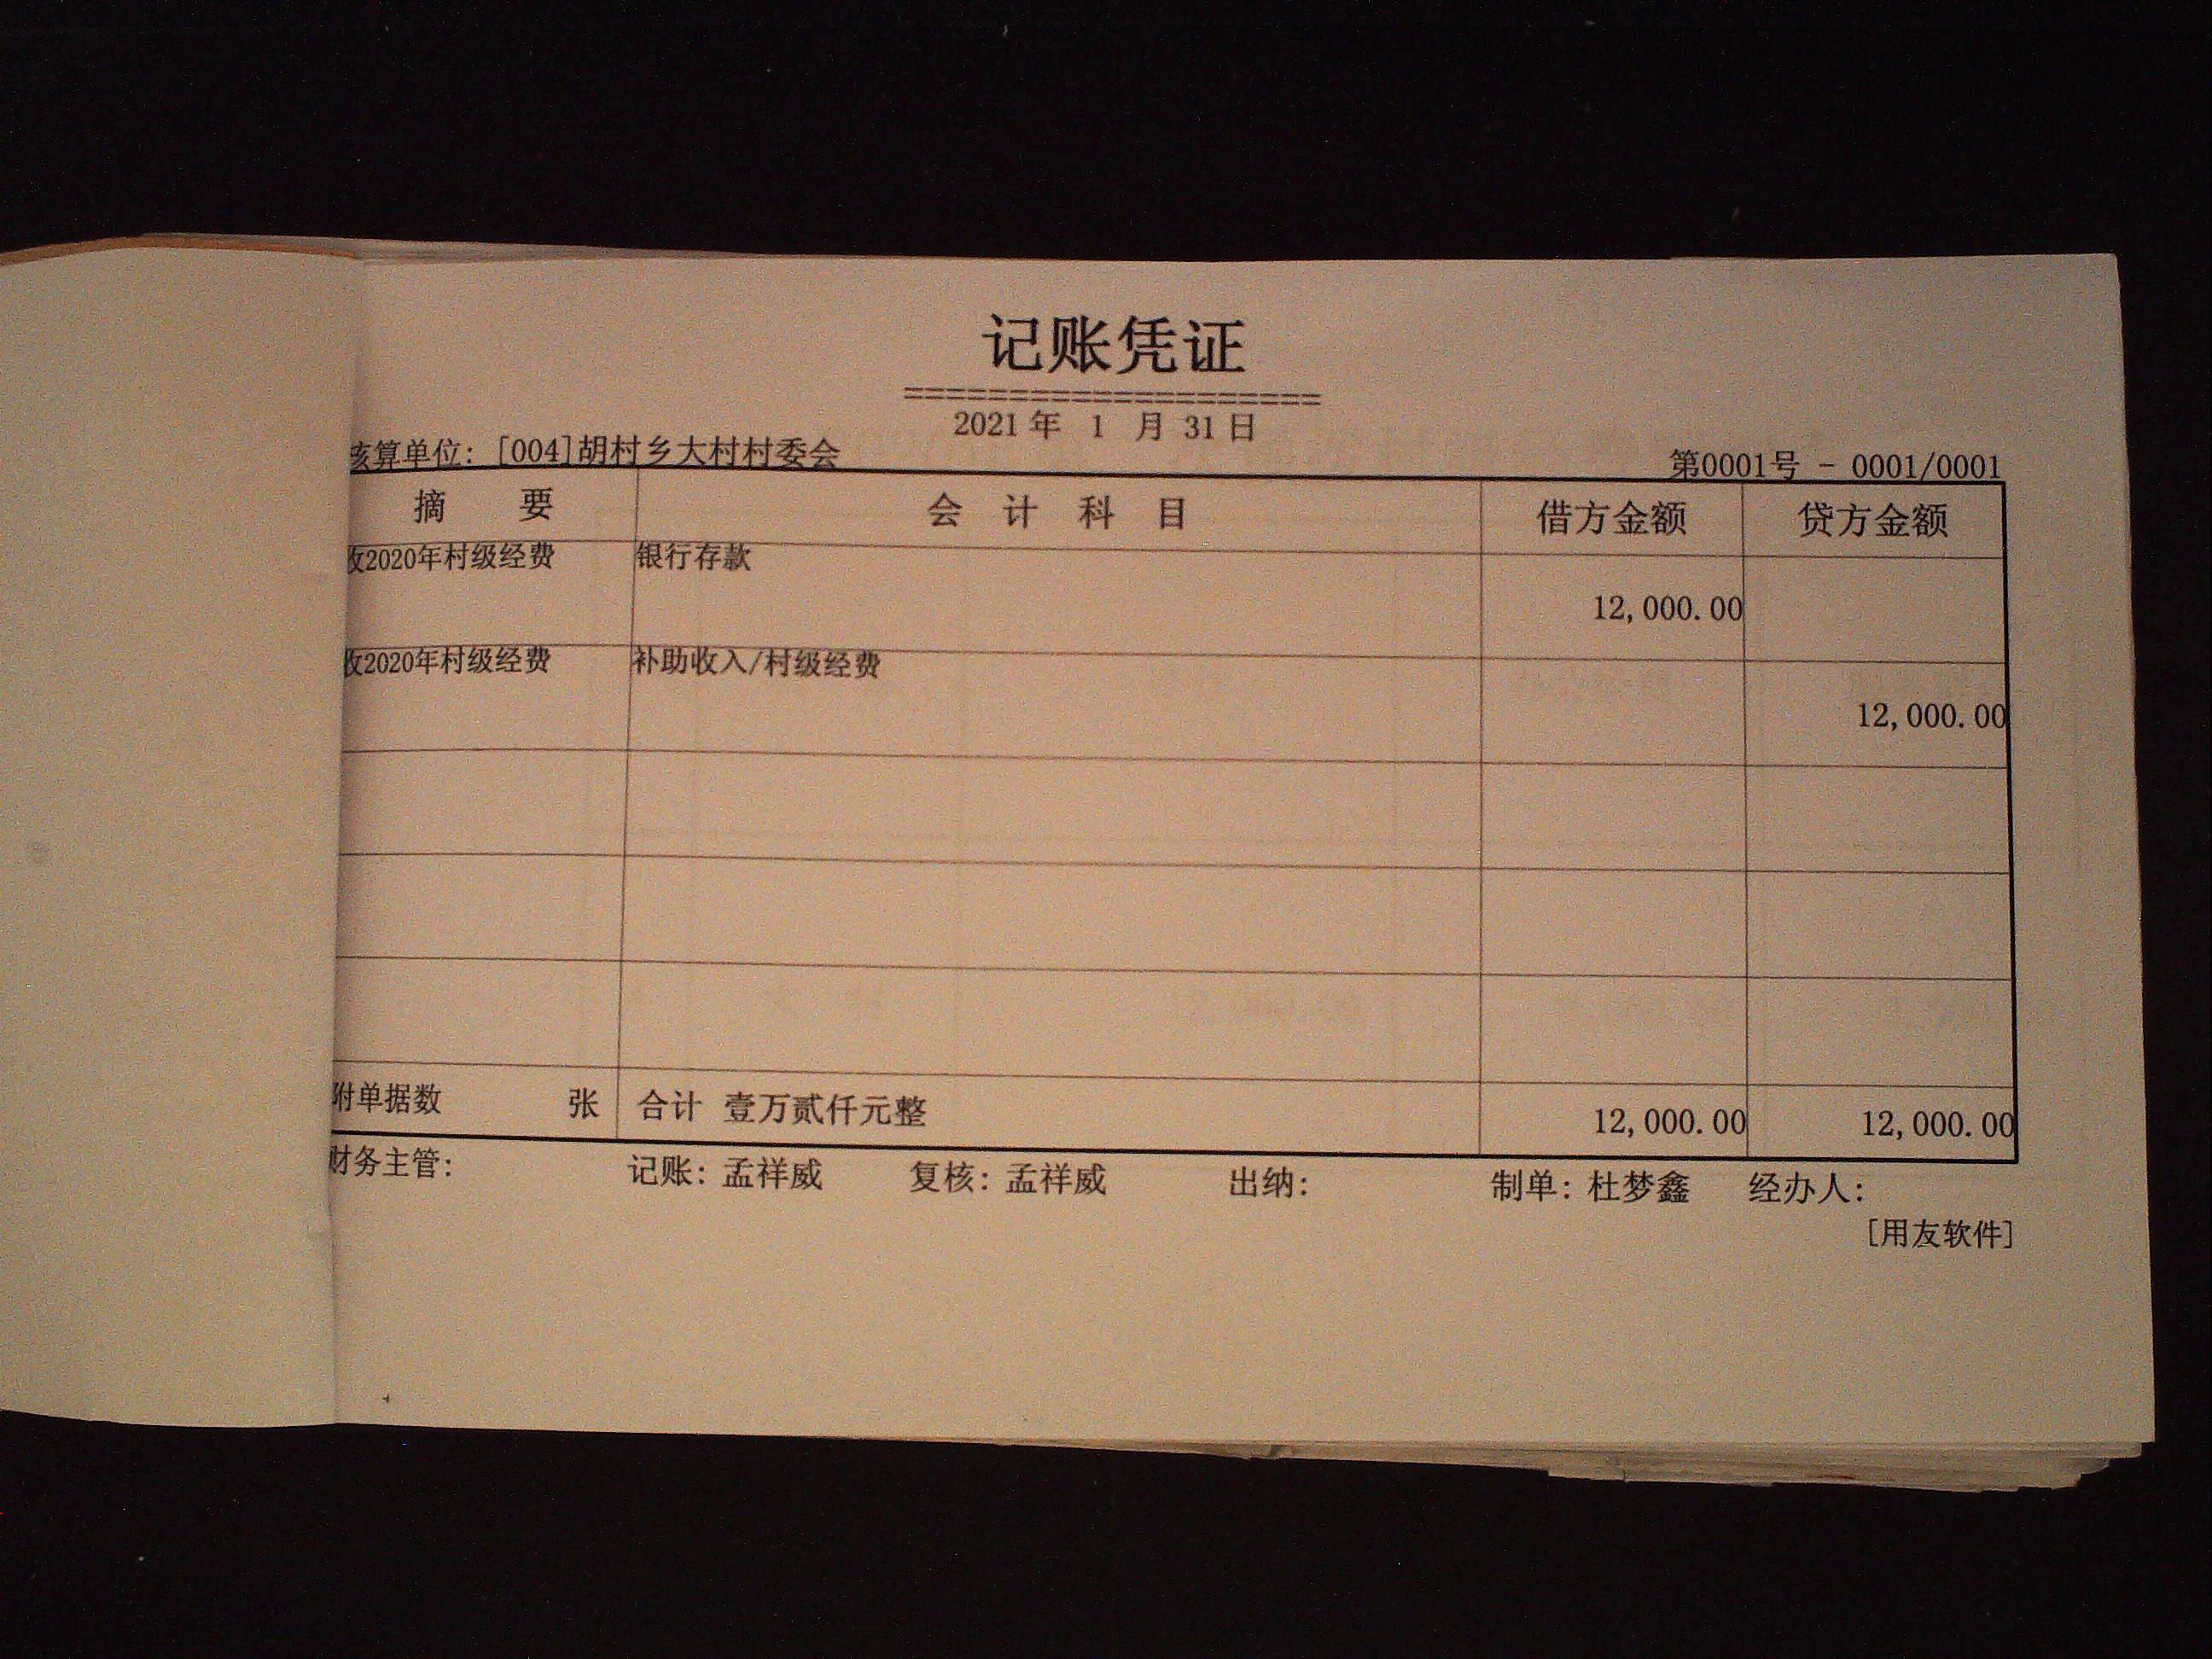 记账凭证
====================
2021 年 1 月 31 日
核算单位: [004]胡村乡大村村委会 第0001号 - 0001/0001
摘 要 会 计 科 目 借方金额 贷方金额
收2020年村级经费 银行存款
12,000.00
收2020年村级经费 补助收入/村级经费
12,000.00
附单据数 张 合计 壹万贰仟元整 12,000.00 12,000.00
财务主管: 记账: 孟祥威 复核: 孟祥威 出纳: 制单: 杜梦鑫 经办人:
[用友软件]